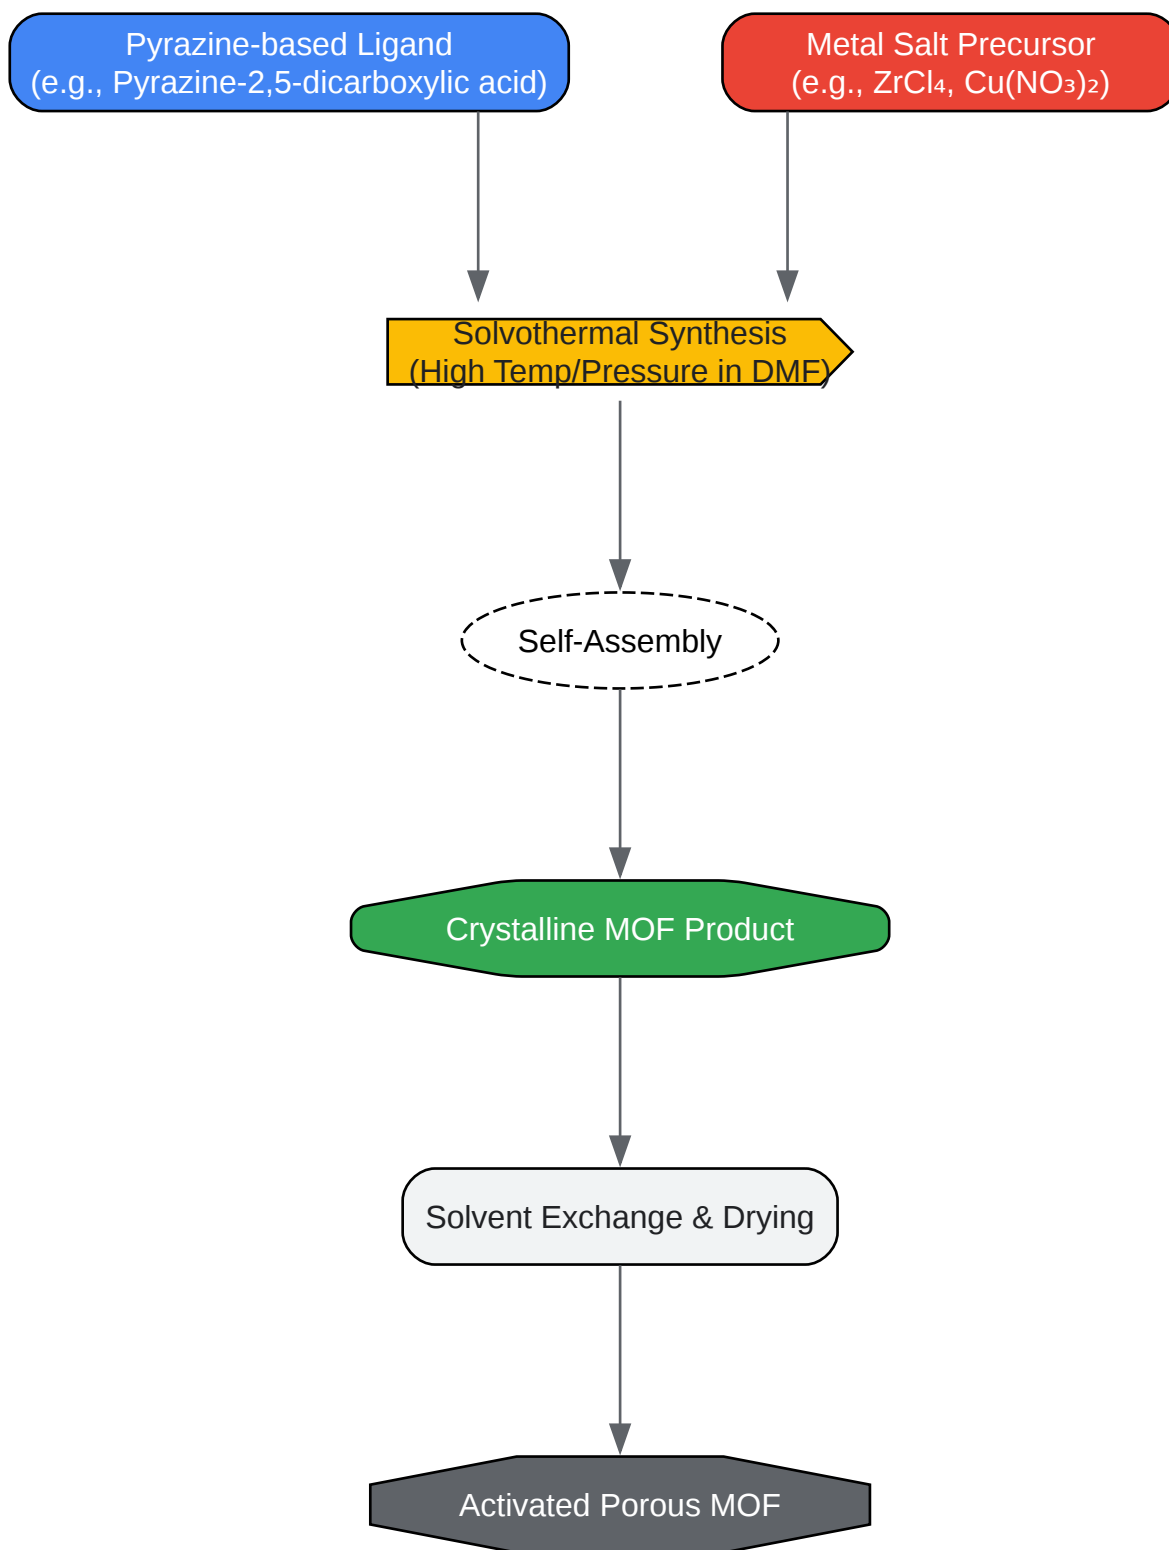 Pyrazine-based Ligand
(e.g., Pyrazine-2,5-dicarboxylic acid)
Metal Salt Precursor
(e.g., ZrCl₄, Cu(NO₃)₂)
Solvothermal Synthesis
(High Temp/Pressure in DMF)
Self-Assembly
Crystalline MOF Product
Solvent Exchange & Drying
Activated Porous MOF